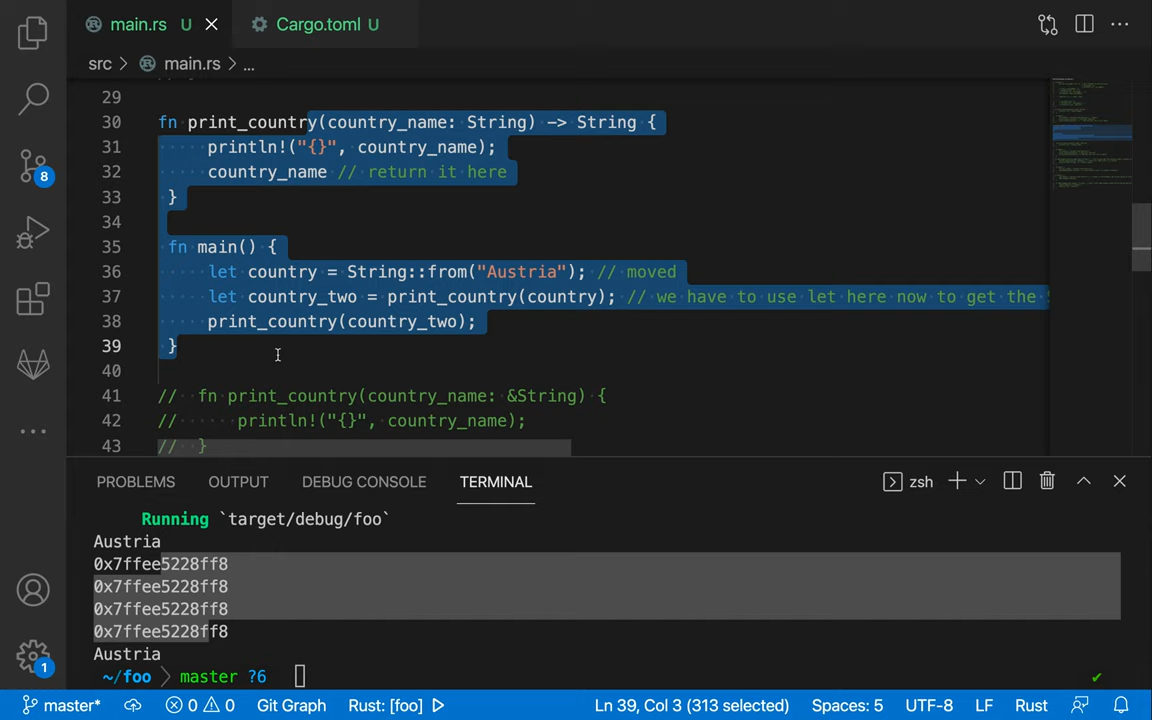 main.rs U
Cargo.toml U
src > main.rs > ...
29
30 fn print_country(country_name: String) -> String {
31 println!("{}", country_name);
32 country_name // return it here
33 }
34
35 fn main() {
36 let country = String::from("Austria"); // moved
37 let country_two = print_country(country); // we have to use let here now to get the
38 print_country(country_two);
39 }
40
41 // fn print_country(country_name: &String) {
42 // println!("{}", country_name);
43 // }
8
PROBLEMS OUTPUT DEBUG CONSOLE TERMINAL zsh
Running `target/debug/foo`
Austria
0x7ffee5228ff8
0x7ffee5228ff8
0x7ffee5228ff8
0x7ffee5228ff8
Austria
~/foo > master ?6
1
master* 0 0 Git Graph Rust: [foo] Ln 39, Col 3 (313 selected) Spaces: 5 UTF-8 LF Rust